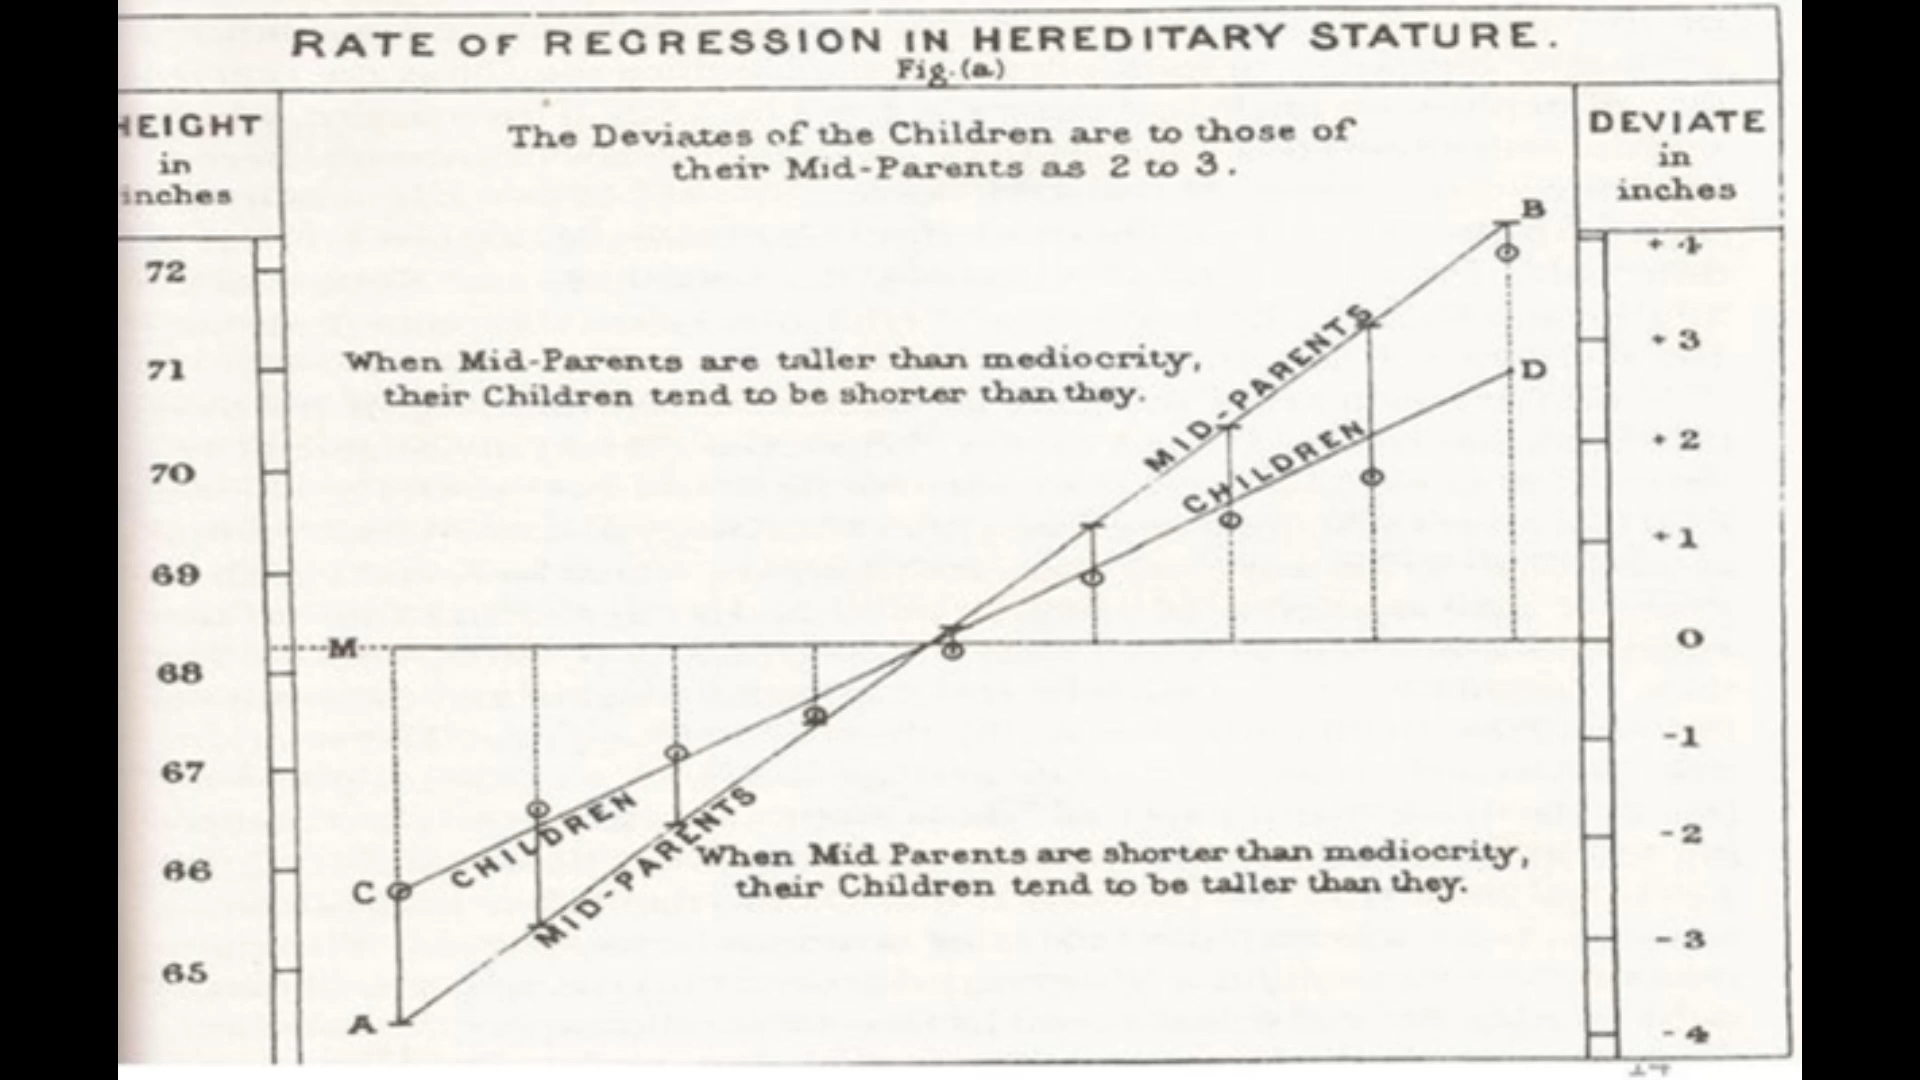 RATE OF REGRESSION IN HEREDITARY STATURE.
Fig. (a)
HEIGHT
in
inches
The Deviates of the Children are to those of
their Mid-Parents as 2 to 3.
DEVIATE
in
inches
B
+4
72
+3
MID-PARENTS
When Mid-Parents are taller than mediocrity,
their Children tend to be shorter than they.
71
D
CHILDREN
+2
70
+1
69
M
0
68
-1
67
CHILDREN
MID-PARENTS
-2
When Mid Parents are shorter than mediocrity,
their Children tend to be taller than they.
66
C
-3
65
A
-4